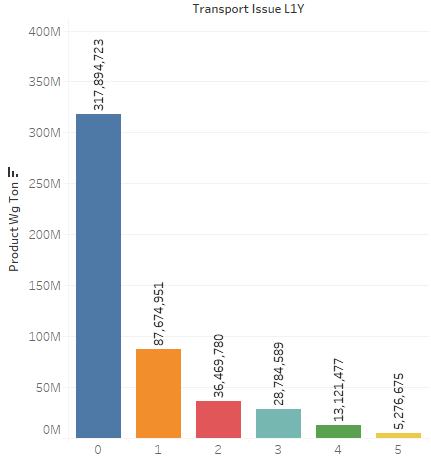 Transport Issue L1Y
400M
350M
300M
250M
200M
150M
100M
50M
0M
Product Wg Ton
317,894,723
87,674,951
36,469,780
28,784,589
13,121,477
5,276,675
0 1 2 3 4 5